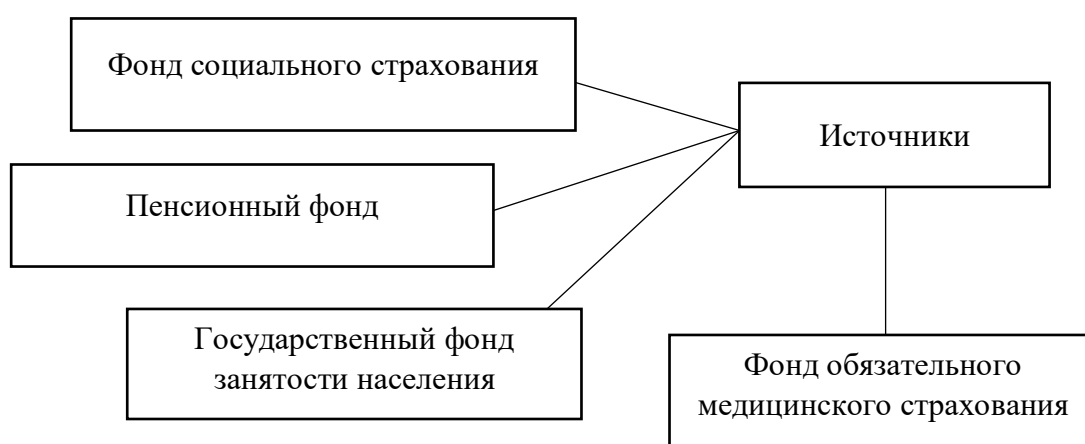 Фонд социального страхования
Источники
Пенсионный фонд
Государственный фонд
занятости населения
Фонд обязательного
медицинского страхования